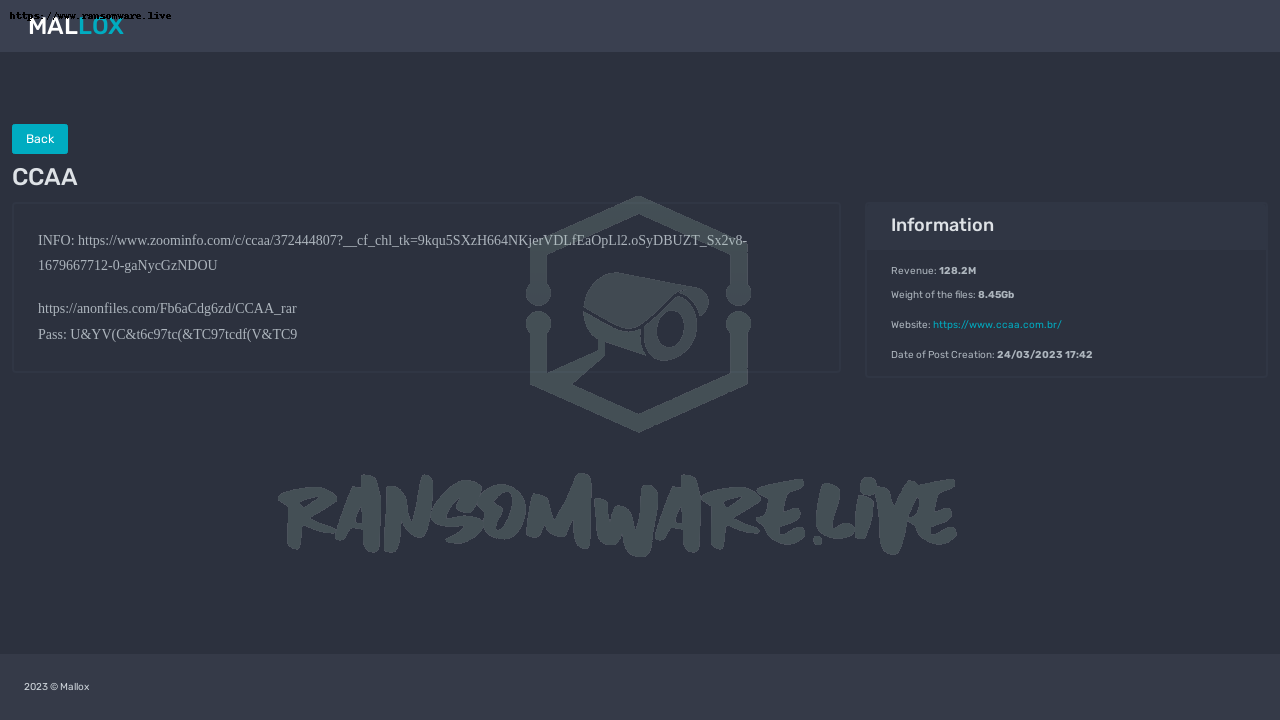 https://www.ransomware.live
MALLOX
Back
CCAA
INFO: https://www.zoominfo.com/c/ccaa/372444807?__cf_chl_tk=9kqu5SXzH664NKjerVDLfEaOpLl2.oSyDBUZT_Sx2v8-
1679667712-0-gaNycGzNDOU
https://anonfiles.com/Fb6aCdg6zd/CCAA_rar
Pass: U&YV(C&t6c97tc(&TC97tcdf(V&TC9
Information
Revenue: 128.2M
Weight of the files: 8.45Gb
Website: https://www.ccaa.com.br/
Date of Post Creation: 24/03/2023 17:42
RANSOMWARE.LIVE
2023 © Mallox